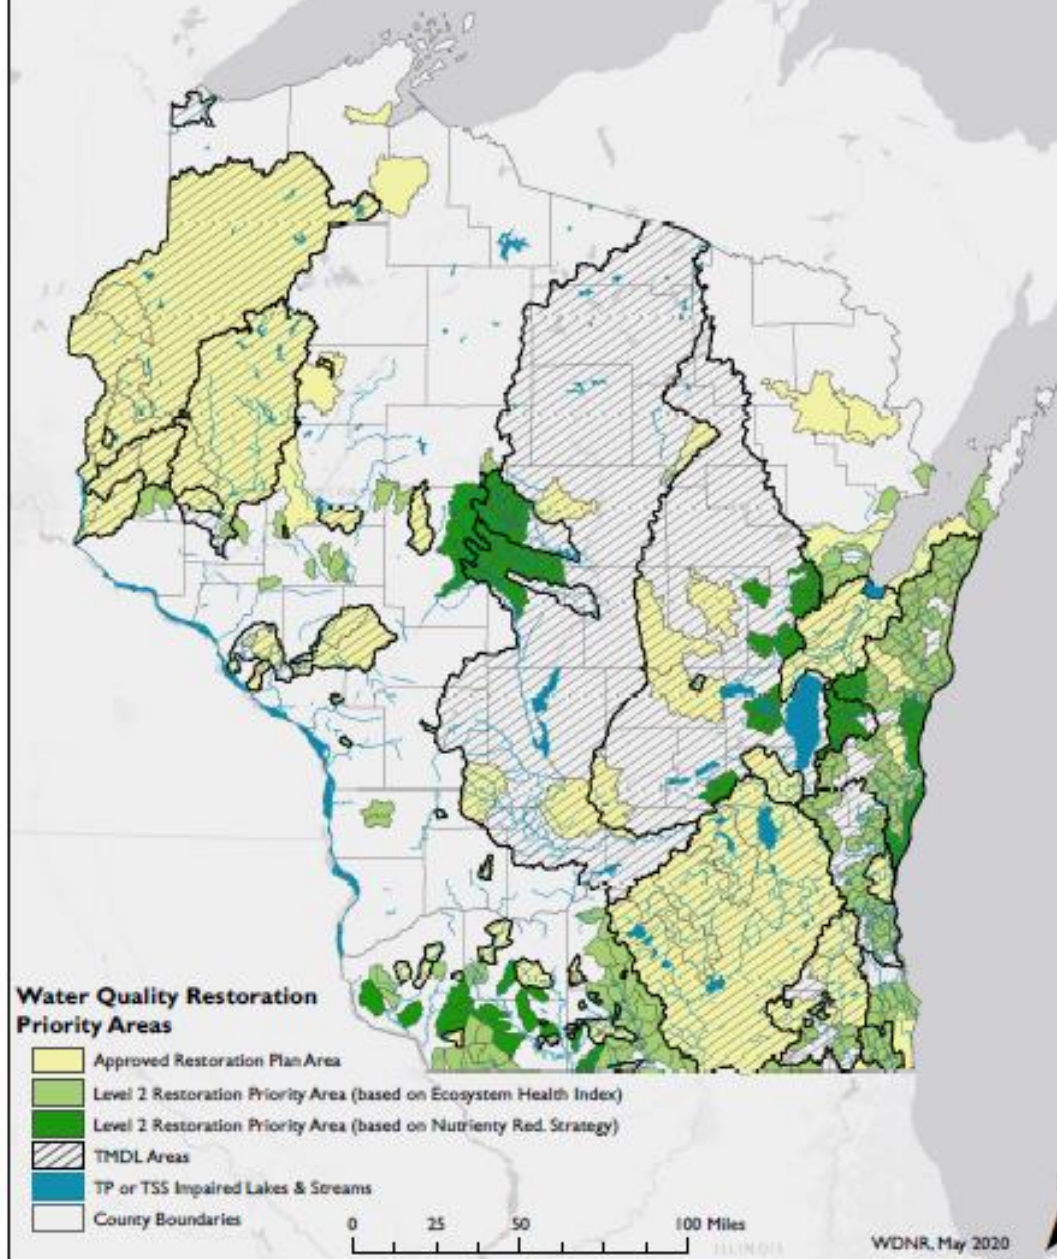 Water Quality Restoration
Priority Areas
Approved Restoration Plan Area
Level 2 Restoration Priority Area (based on Ecosystem Health Index)
Level 2 Restoration Priority Area (based on Nutrienty Red. Strategy)
TMDL Areas
TP or TSS Impaired Lakes & Streams
County Boundaries
0 25 50 100 Miles
ILLINOIS
WDNR, May 2020